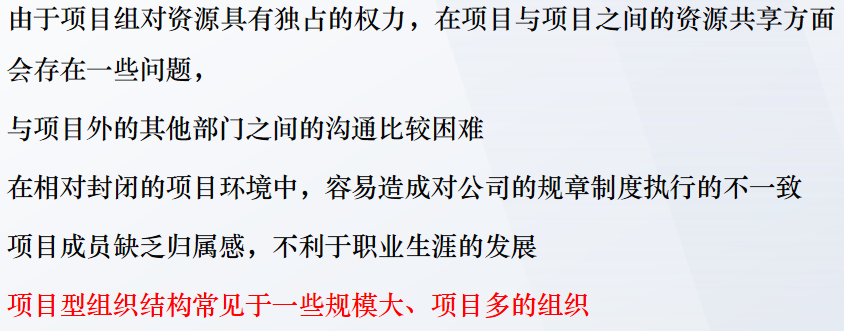 由于项目组对资源具有独占的权力，在项目与项目之间的资源共享方面
会存在一些问题，
与项目外的其他部门之间的沟通比较困难
在相对封闭的项目环境中，容易造成对公司的规章制度执行的不一致
项目成员缺乏归属感，不利于职业生涯的发展
项目型组织结构常见于一些规模大、项目多的组织